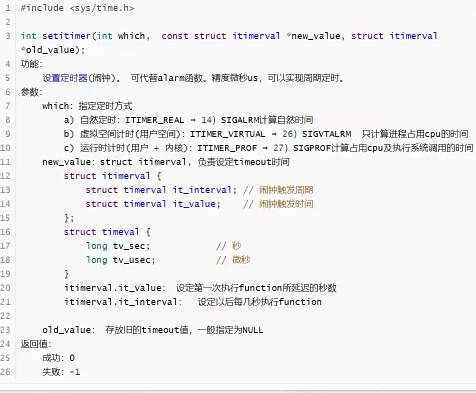 1 #include <sys/time.h>
2
3 int setitimer(int which,  const struct itimerval *new_value, struct itimerval
*old_value);
4 功能：
5 设置定时器(闹钟)。 可代替alarm函数。精度微秒us，可以实现周期定时。
6 参数：
7 which：指定定时方式
8 a) 自然定时：ITIMER_REAL → 14）SIGALRM计算自然时间
9 b) 虚拟空间计时(用户空间)：ITIMER_VIRTUAL → 26）SIGVTALRM  只计算进程占用cpu的时间
10 c) 运行时计时(用户 + 内核)：ITIMER_PROF → 27）SIGPROF计算占用cpu及执行系统调用的时间
11 new_value：struct itimerval, 负责设定timeout时间
12 struct itimerval {
13 struct timerval it_interval; // 闹钟触发周期
14 struct timerval it_value;    // 闹钟触发时间
15 };
16 struct timeval {
17 long tv_sec;            // 秒
18 long tv_usec;           // 微秒
19 }
20 itimerval.it_value： 设定第一次执行function所延迟的秒数
21 itimerval.it_interval：  设定以后每几秒执行function
22
23 old_value： 存放旧的timeout值，一般指定为NULL
24 返回值：
25 成功：0
26 失败：-1